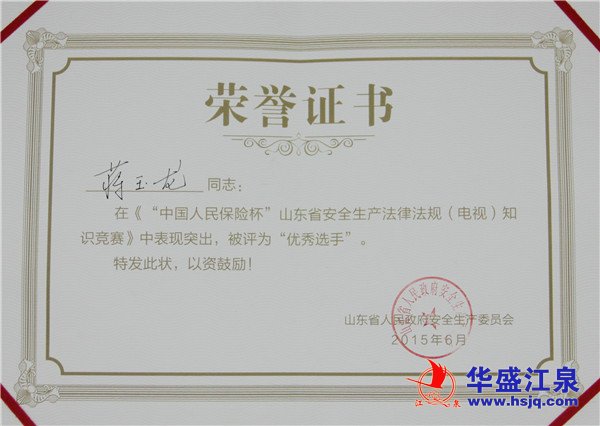 荣誉证书
蒋玉龙 同志：
在《“中国人民保险杯”山东省安全生产法律法规（电视）知
识竞赛》中表现突出，被评为“优秀选手”。
特发此状，以资鼓励！
山东省人民政府安全生产委员会
2015年6月
华盛江泉
www.hsjq.com